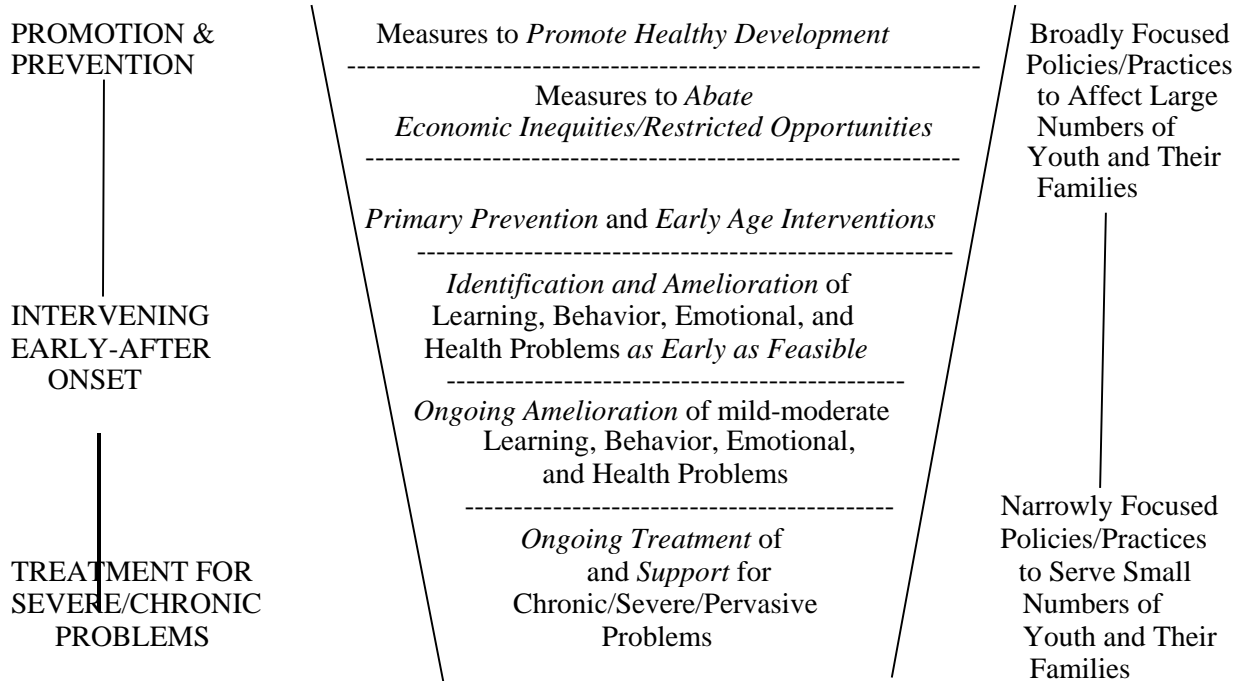 PROMOTION &
PREVENTION
INTERVENING
EARLY-AFTER
ONSET
TREATMENT FOR
SEVERE/CHRONIC
PROBLEMS
Measures to Promote Healthy Development
Measures to Abate
Economic Inequities/Restricted Opportunities
Primary Prevention and Early Age Interventions
Identification and Amelioration of
Learning, Behavior, Emotional, and
Health Problems as Early as Feasible
Ongoing Amelioration of mild-moderate
Learning, Behavior, Emotional,
and Health Problems
Ongoing Treatment of
and Support for
Chronic/Severe/Pervasive
Problems
Broadly Focused
Policies/Practices
to Affect Large
Numbers of
Youth and Their
Families
Narrowly Focused
Policies/Practices
to Serve Small
Numbers of
Youth and Their
Families